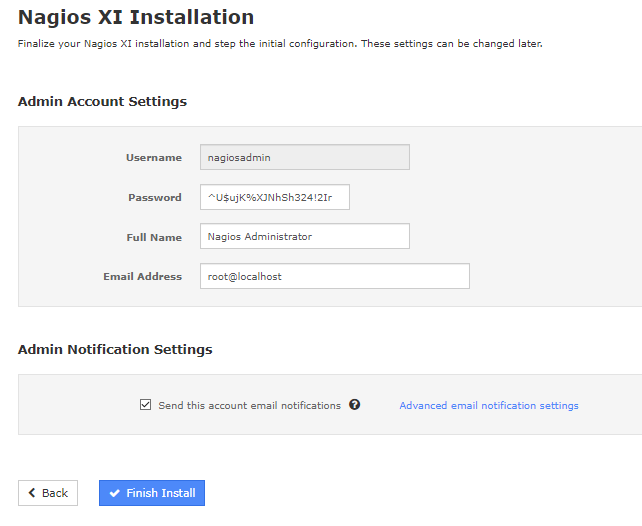 Nagios XI Installation
Finalize your Nagios XI installation and step the initial configuration. These settings can be changed later.
Admin Account Settings
Username nagiosadmin
Password ^U$ujK%XJNhSh324!2Ir
Full Name Nagios Administrator
Email Address root@localhost
Admin Notification Settings
Send this account email notifications ? Advanced email notification settings
Back Finish Install